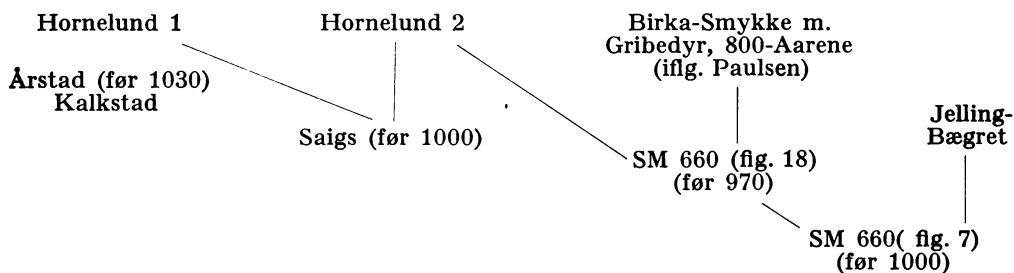 Hornelund 1
Hornelund 2
Birka-Smykke m.
Gribedyr, 800-Aarene
(iflg. Paulsen)
Årstad (før 1030)
Kalkstad
Saigs (før 1000)
Jelling-
Bægret
SM 660 (fig. 18)
(før 970)
SM 660( fig. 7)
(før 1000)